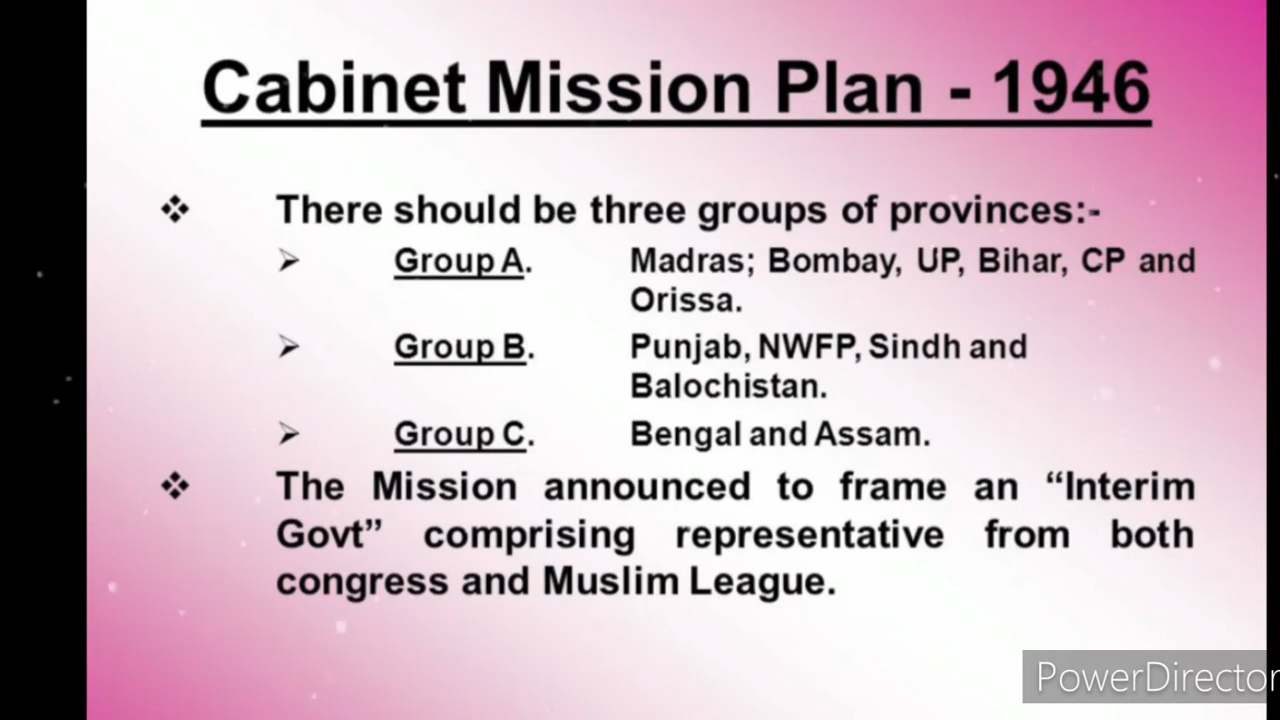 Cabinet Mission Plan - 1946
❖ There should be three groups of provinces:-
➢ Group A. Madras; Bombay, UP, Bihar, CP and
Orissa.
➢ Group B. Punjab, NWFP, Sindh and
Balochistan.
➢ Group C. Bengal and Assam.
❖ The Mission announced to frame an “Interim
Govt” comprising representative from both
congress and Muslim League.
PowerDirector